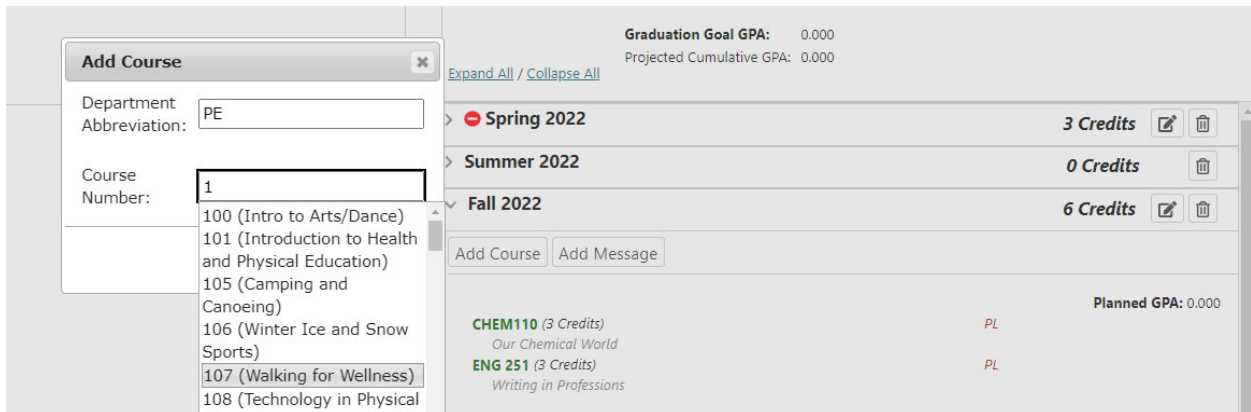 Add Course
Department
Abbreviation:
PE
Course
Number:
1
100 (Intro to Arts/Dance)
101 (Introduction to Health
and Physical Education)
105 (Camping and
Canoeing)
106 (Winter Ice and Snow
Sports)
107 (Walking for Wellness)
108 (Technology in Physical
Graduation Goal GPA: 0.000
Projected Cumulative GPA: 0.000
Expand All / Collapse All
Spring 2022 3 Credits
Summer 2022 0 Credits
Fall 2022 6 Credits
Add Course Add Message
Planned GPA: 0.000
CHEM110 (3 Credits) PL
Our Chemical World
ENG 251 (3 Credits) PL
Writing in Professions